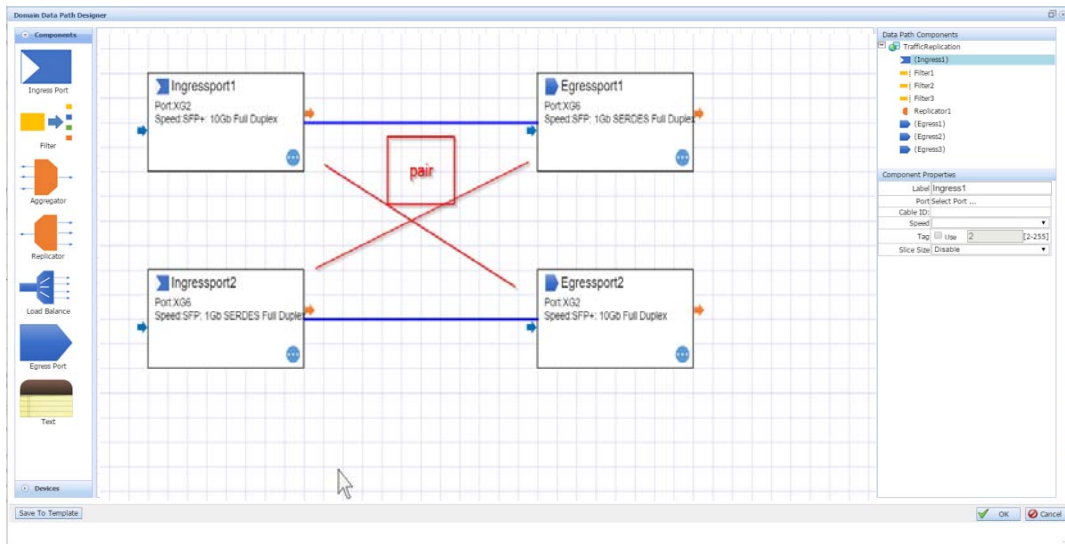 Domain Data Path Designer
Components
Ingress Port
Filter
Aggregator
Replicator
Load Balance
Egress Port
Text
Devices
Ingressport1
Port:XG2
Speed:SFP+: 10Gb Full Duplex
Egressport1
Port:XG6
Speed:SFP: 1Gb SERDES Full Duplex
pair
Ingressport2
Port:XG6
Speed:SFP: 1Gb SERDES Full Duplex
Egressport2
Port:XG2
Speed:SFP+: 10Gb Full Duplex
Data Path Components
TrafficReplication
(Ingress1)
Filter1
Filter2
Filter3
Replicator1
(Egress1)
(Egress2)
(Egress3)
Component Properties
Label Ingress1
Port Select Port ...
Cable ID:
Speed
Tag Use 2 [2-255]
Slice Size Disable
Save To Template
OK Cancel